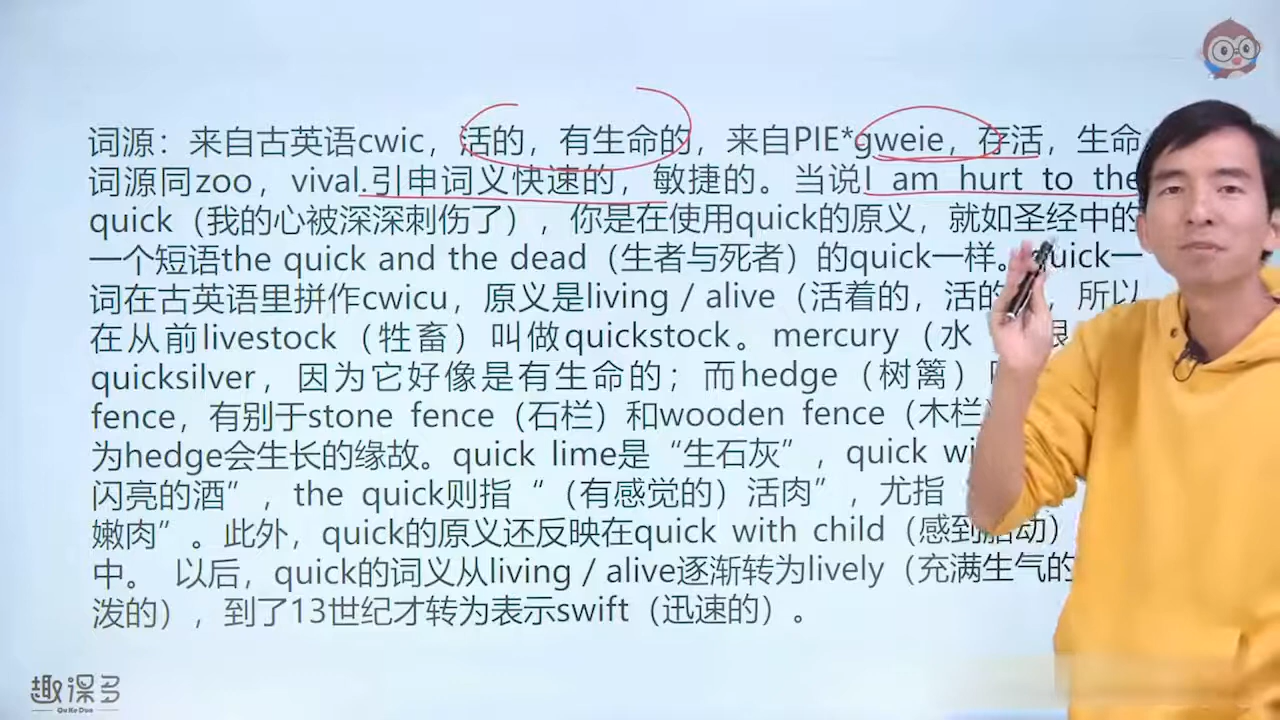 词源：来自古英语cwic，活的，有生命的，来自PIE*gweie，存活，生命
词源同zoo，vival.引申词义快速的，敏捷的。当说I am hurt to the
quick（我的心被深深刺伤了），你是在使用quick的原义，就如圣经中的
一个短语the quick and the dead（生者与死者）的quick一样。quick一
词在古英语里拼作cwicu，原义是living / alive（活着的，活的 ，所以
在从前livestock（牲畜）叫做quickstock。mercury（水
quicksilver，因为它好像是有生命的；而hedge（树篱）
fence，有别于stone fence（石栏）和wooden fence（木栏）
为hedge会生长的缘故。quick lime是“生石灰”，quick
闪亮的酒”，the quick则指“（有感觉的）活肉”，尤指
嫩肉”。此外，quick的原义还反映在quick with child（感到胎动）
中。 以后，quick的词义从living / alive逐渐转为lively（充满生气的
泼的），到了13世纪才转为表示swift（迅速的）。
趣课多
Qu Ke Duo